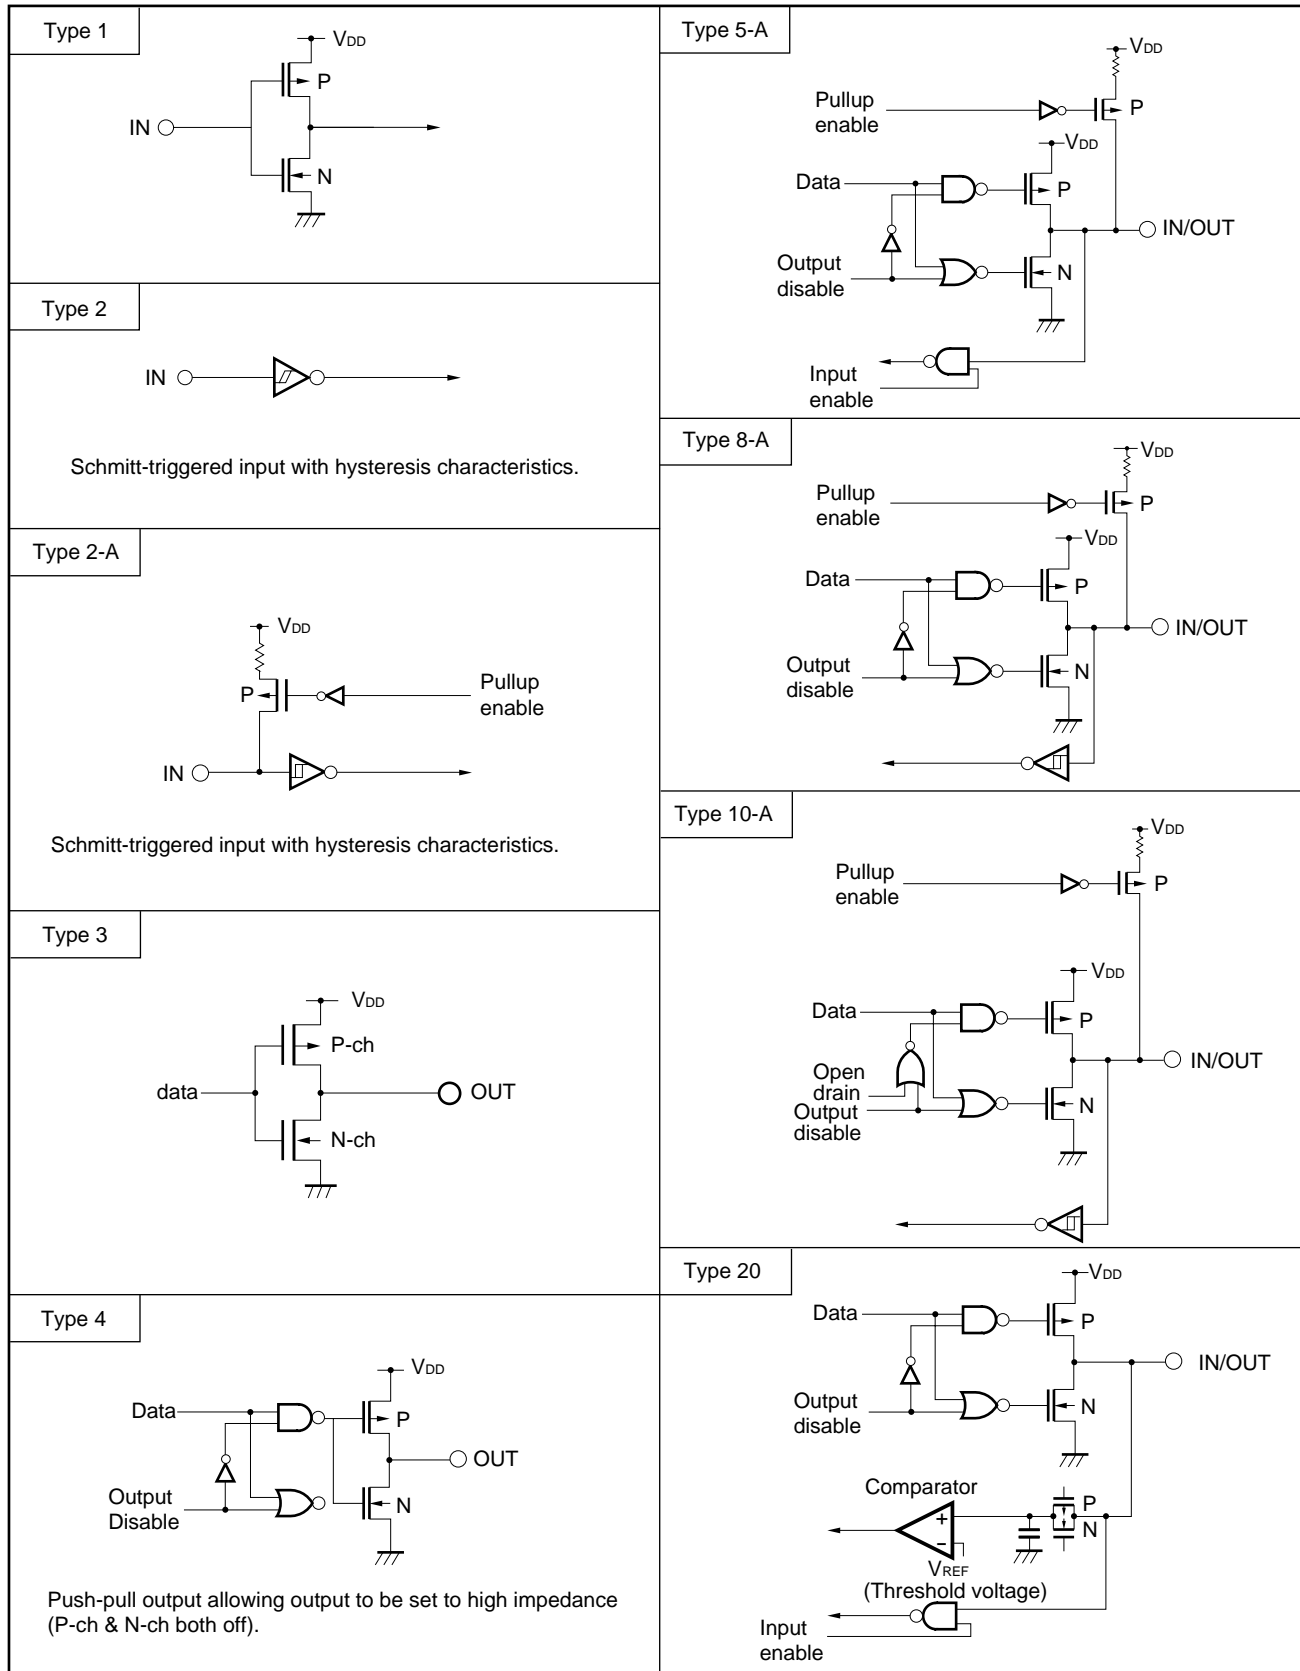 Type 1
VDD
P
IN
N
Type 2
IN
Schmitt-triggered input with hysteresis characteristics.
Type 2-A
VDD
P
Pullup
enable
IN
Schmitt-triggered input with hysteresis characteristics.
Type 3
VDD
P-ch
data
OUT
N-ch
Type 4
VDD
Data
P
OUT
Output
Disable
N
Push-pull output allowing output to be set to high impedance
(P-ch & N-ch both off).
Type 5-A
VDD
Pullup
enable
P
VDD
Data
P
IN/OUT
Output
disable
N
Input
enable
Type 8-A
VDD
Pullup
enable
P
VDD
Data
P
IN/OUT
Output
disable
N
Type 10-A
VDD
Pullup
enable
P
VDD
Data
P
IN/OUT
Open
drain
Output
disable
N
Type 20
VDD
Data
P
IN/OUT
Output
disable
N
Comparator
P
N
+
−
VREF
(Threshold voltage)
Input
enable